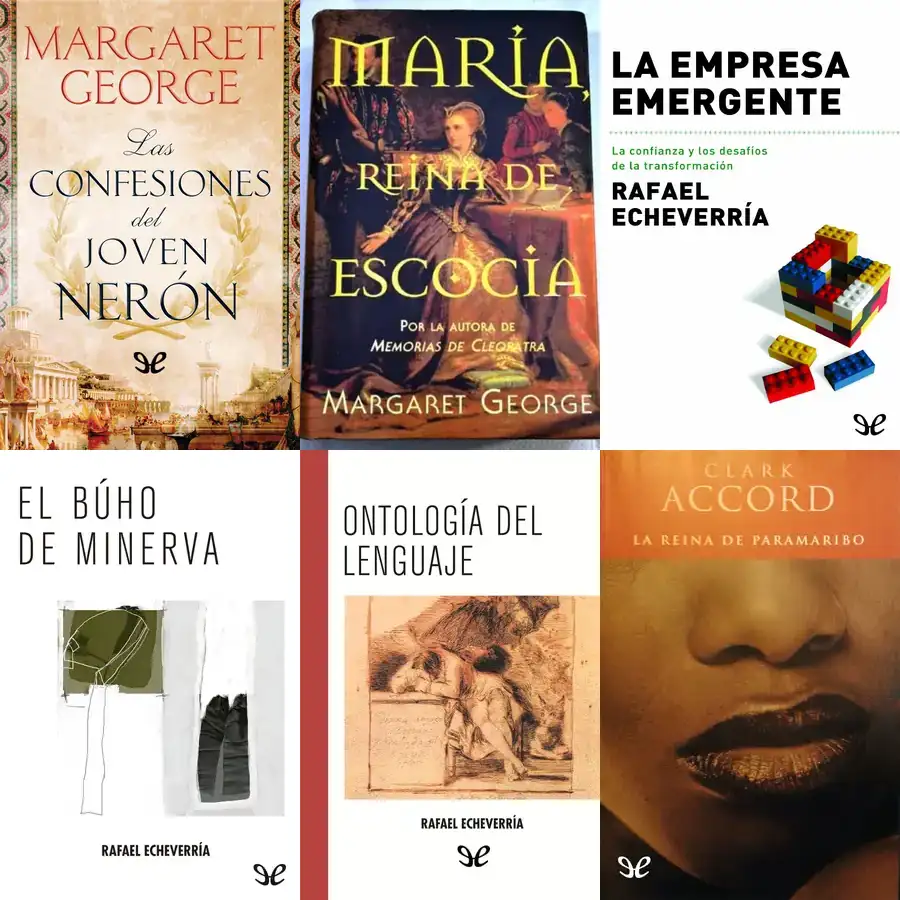 MARGARET
GEORGE
Las
CONFESIONES
del
JOVEN
NERÓN
MARÍA,
REINA DE
ESCOCIA
POR LA AUTORA DE
MEMORIAS DE CLEOPATRA
MARGARET GEORGE
LA EMPRESA
EMERGENTE
La confianza y los desafíos
de la transformación
RAFAEL
ECHEVERRÍA
EL BÚHO
DE MINERVA
RAFAEL ECHEVERRÍA
ONTOLOGÍA DEL
LENGUAJE
RAFAEL ECHEVERRÍA
CLARK
ACCORD
LA REINA DE PARAMARIBO